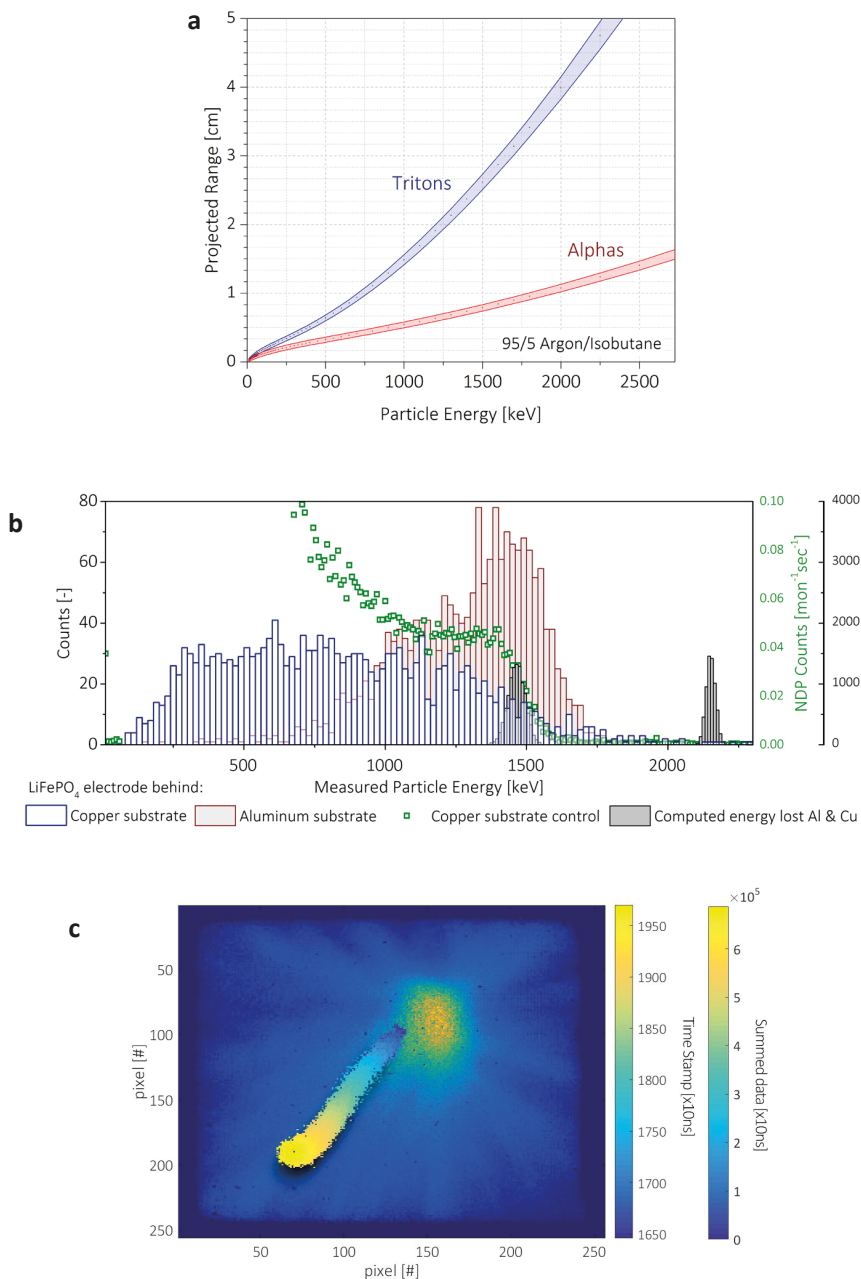 a
5
4
3
2
1
0
Projected Range [cm]
Tritons
Alphas
95/5 Argon/Isobutane
0 500 1000 1500 2000 2500
Particle Energy [keV]
b
80
60
40
20
0
Counts [-]
0.10
0.08
0.06
0.04
0.02
0.00
NDP Counts [mon⁻¹sec⁻¹]
4000
3000
2000
1000
0
500 1000 1500 2000
Measured Particle Energy [keV]
LiFePO₄ electrode behind:
Copper substrate Aluminum substrate Copper substrate control Computed energy lost Al & Cu
c
50
100
150
200
250
pixel [#]
50 100 150 200 250
pixel [#]
1950
1900
1850
1800
1750
1700
1650
Time Stamp [x10ns]
×10⁵
6
5
4
3
2
1
0
Summed data [x10ns]